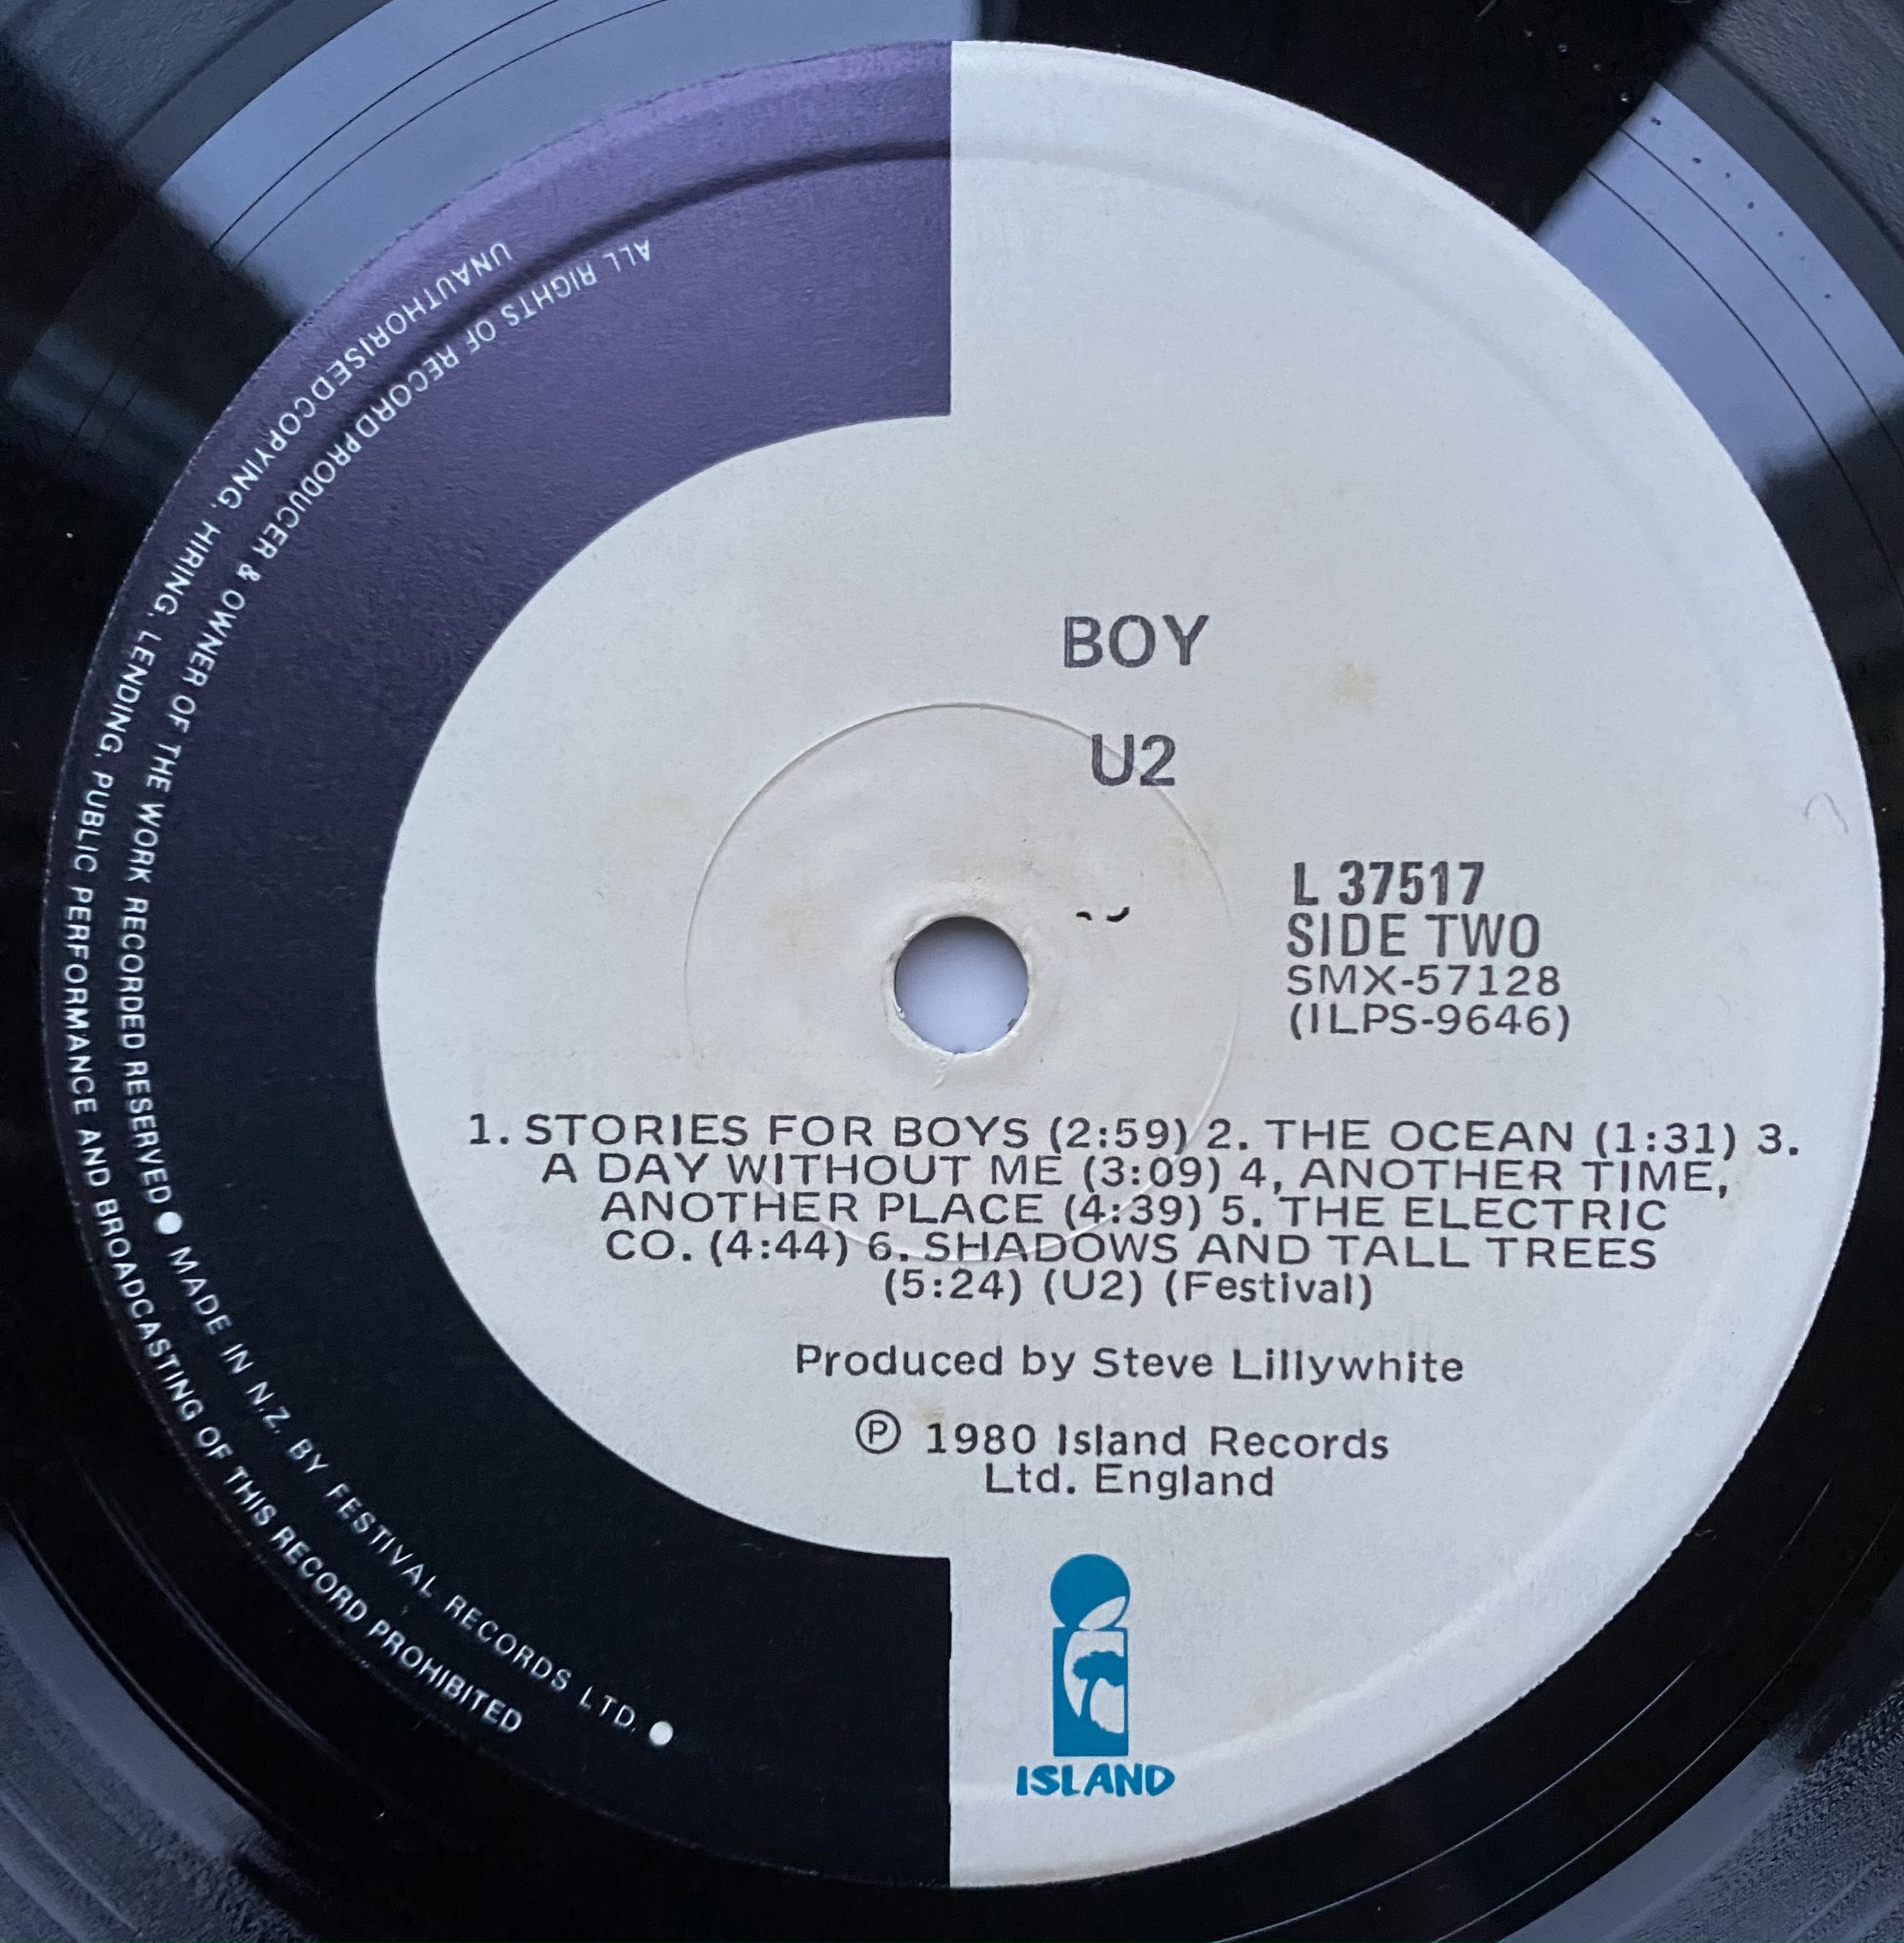 BOY
U2
L 37517
SIDE TWO
SMX-57128
(ILPS-9646)
1. STORIES FOR BOYS (2:59) 2. THE OCEAN (1:31) 3.
A DAY WITHOUT ME (3:09) 4, ANOTHER TIME,
ANOTHER PLACE (4:39) 5. THE ELECTRIC
CO. (4:44) 6. SHADOWS AND TALL TREES
(5:24) (U2) (Festival)
Produced by Steve Lillywhite
Ⓟ 1980 Island Records
Ltd. England
ISLAND
ALL RIGHTS OF RECORD PRODUCER & OWNER OF THE WORK RECORDED RESERVED ● MADE IN N.Z. BY FESTIVAL RECORDS LTD. ●
UNAUTHORISED COPYING, HIRING, LENDING, PUBLIC PERFORMANCE AND BROADCASTING OF THIS RECORD PROHIBITED